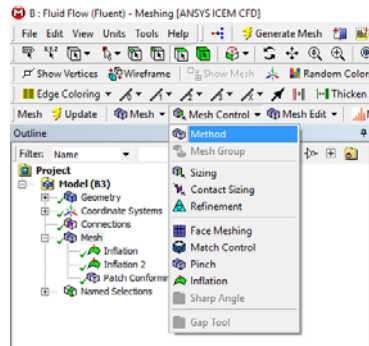 B : Fluid Flow (Fluent) - Meshing [ANSYS ICEM CFD]
File Edit View Units Tools Help Generate Mesh
Show Vertices Wireframe Show Mesh Random Color
Edge Coloring Thicken
Mesh Update Mesh Mesh Control Mesh Edit
Outline
Filter: Name
Project
Model (B3)
Geometry
Coordinate Systems
Connections
Mesh
Inflation
Inflation 2
Patch Conformin
Named Selections
Method
Mesh Group
Sizing
Contact Sizing
Refinement
Face Meshing
Match Control
Pinch
Inflation
Sharp Angle
Gap Tool